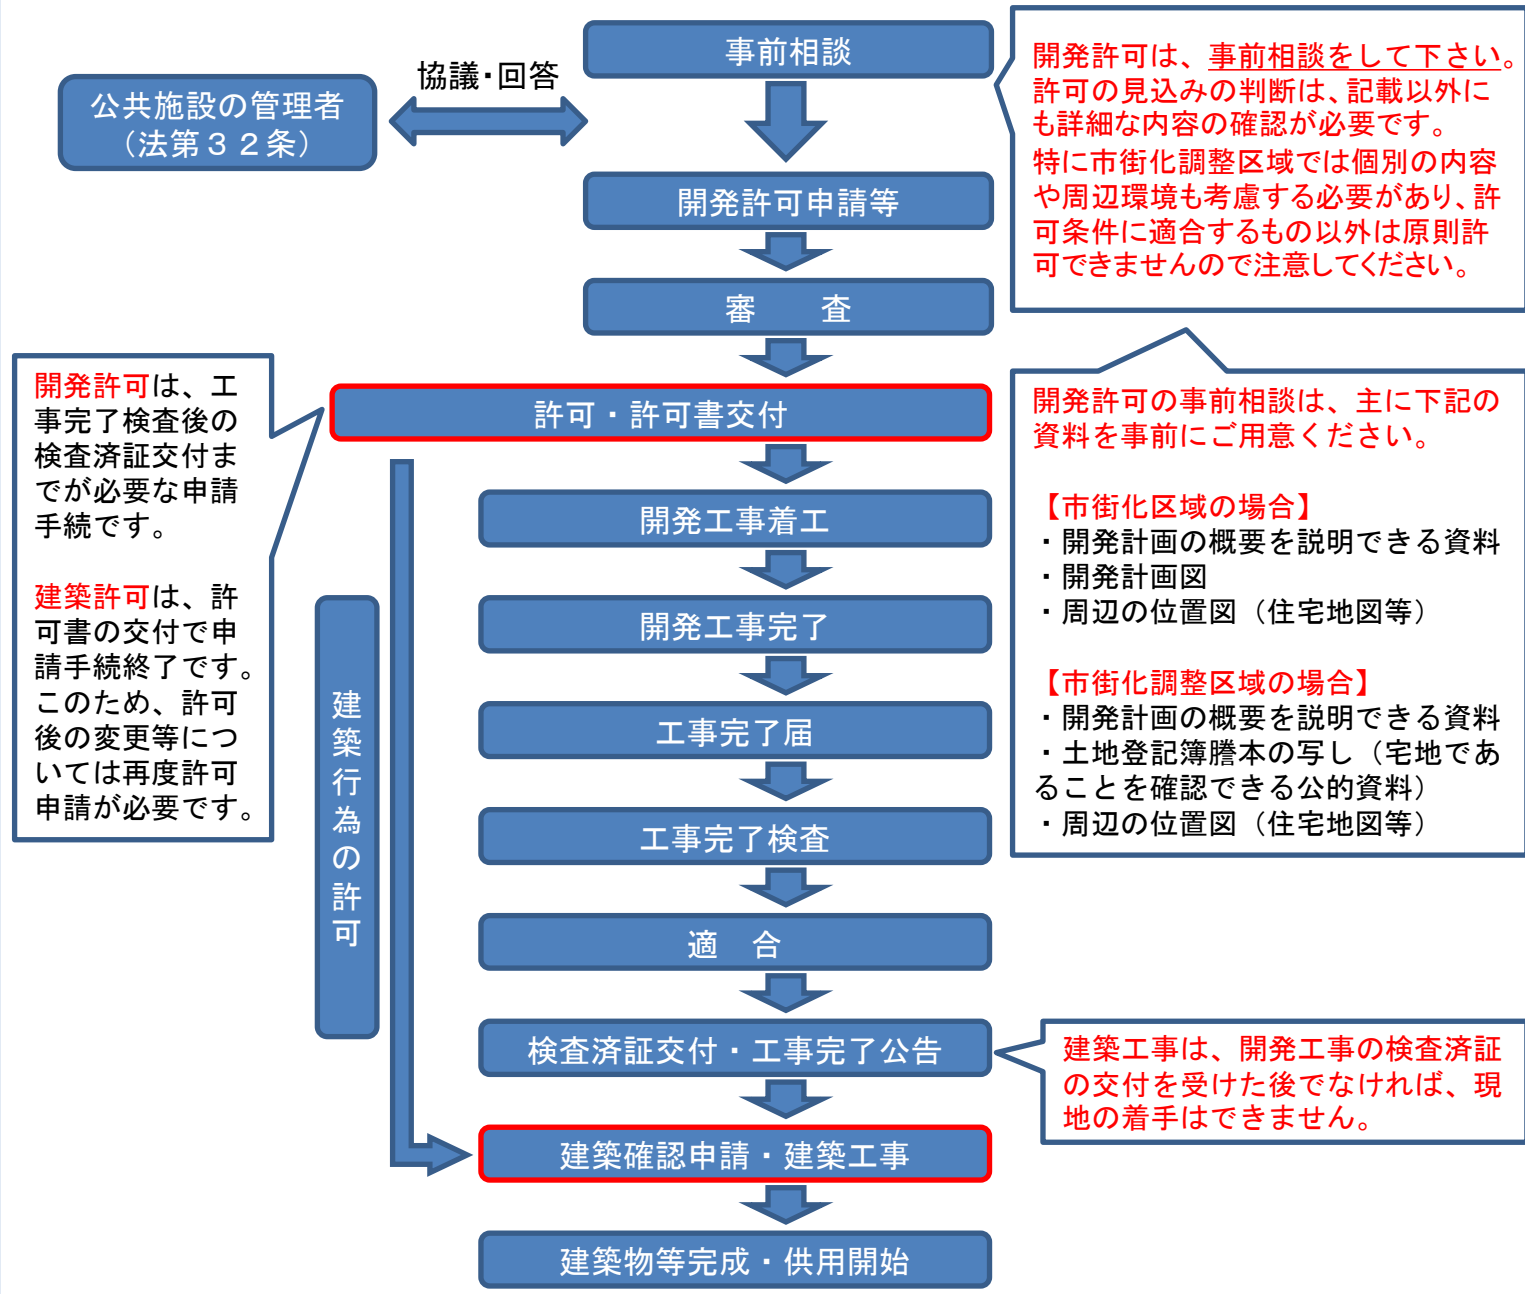 事前相談
協議・回答
公共施設の管理者
（法第３２条）
開発許可は、事前相談をして下さい。
許可の見込みの判断は、記載以外に
も詳細な内容の確認が必要です。
特に市街化調整区域では個別の内容
や周辺環境も考慮する必要があり、許
可条件に適合するもの以外は原則許
可できませんので注意してください。
開発許可申請等
審　　査
許可・許可書交付
開発許可は、工
事完了検査後の
検査済証交付ま
でが必要な申請
手続です。
建築許可は、許
可書の交付で申
請手続終了です。
このため、許可
後の変更等につ
いては再度許可
申請が必要です。
開発許可の事前相談は、主に下記の
資料を事前にご用意ください。
【市街化区域の場合】
・開発計画の概要を説明できる資料
・開発計画図
・周辺の位置図（住宅地図等）
【市街化調整区域の場合】
・開発計画の概要を説明できる資料
・土地登記簿謄本の写し（宅地であ
ることを確認できる公的資料）
・周辺の位置図（住宅地図等）
開発工事着工
開発工事完了
建築行為の許可
工事完了届
工事完了検査
適　合
検査済証交付・工事完了公告
建築工事は、開発工事の検査済証
の交付を受けた後でなければ、現
地の着手はできません。
建築確認申請・建築工事
建築物等完成・供用開始